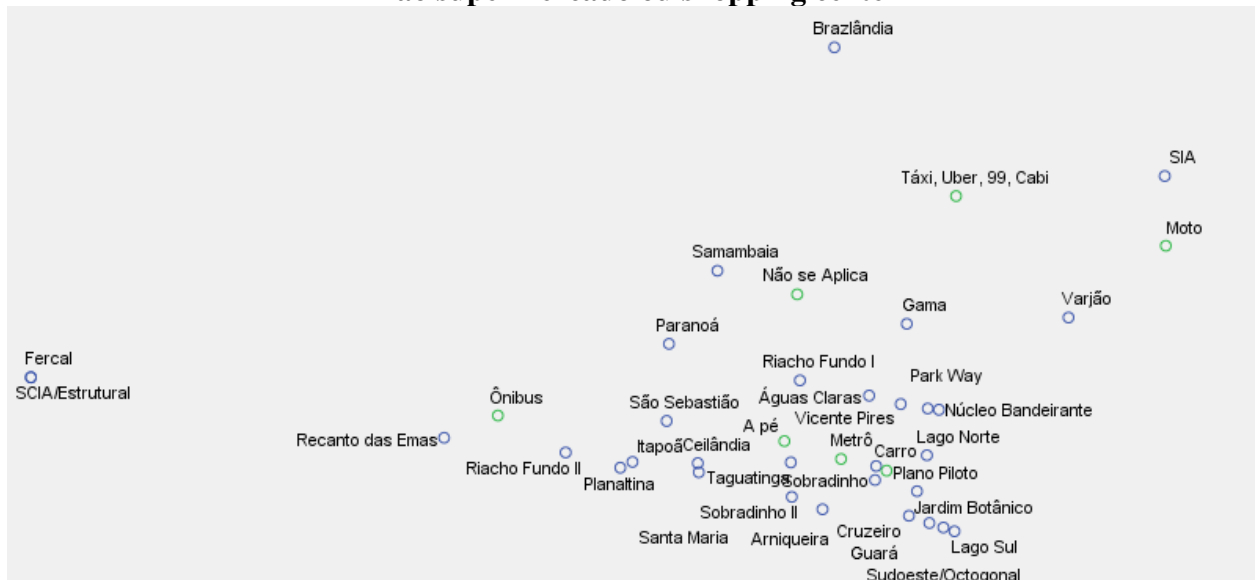 Brazlândia
SIA
Táxi, Uber, 99, Cabi
Moto
Samambaia
Não se Aplica
Varjão
Gama
Paranoá
Fercal
Riacho Fundo I
Park Way
SCIA/Estrutural
Ônibus
São Sebastião
Águas Claras
Núcleo Bandeirante
Vicente Pires
A pé
Recanto das Emas
Itapoã
Ceilândia
Metrô
Lago Norte
Carro
Riacho Fundo II
Planaltina
Taguatinga
Sobradinho
Plano Piloto
Sobradinho II
Jardim Botânico
Santa Maria
Arniqueira
Cruzeiro
Guará
Lago Sul
Sudoeste/Octogonal